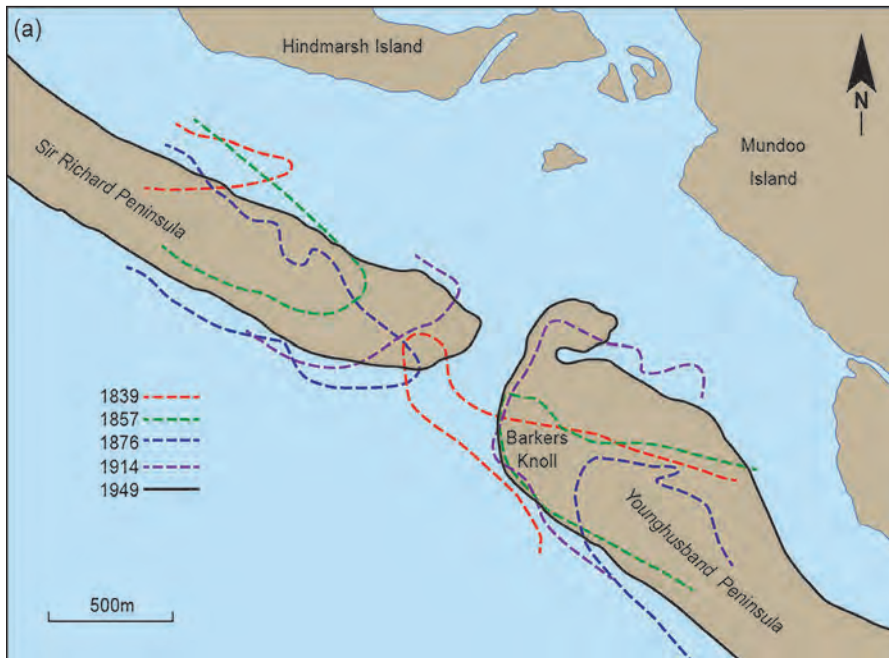 (a)
Hindmarsh Island
N
Mundoo
Island
Sir Richard Peninsula
1839
1857
1876
1914
1949
Barkers
Knoll
Younghusband Peninsula
500m